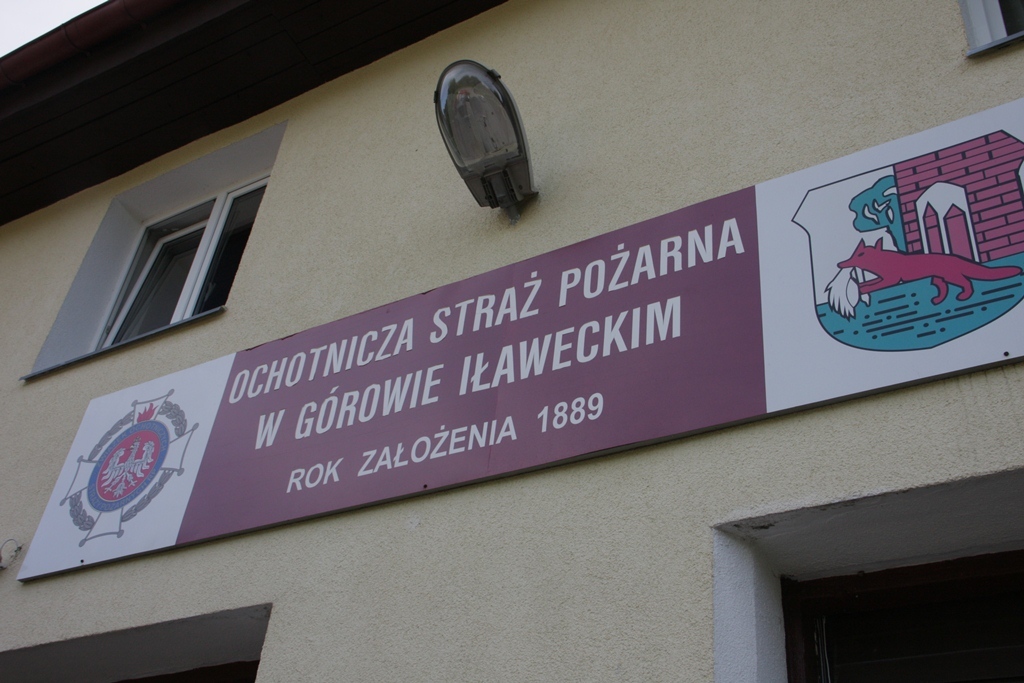 OCHOTNICZA STRAŻ POŻARNA
W GÓROWIE IŁAWECKIM
ROK ZAŁOŻENIA 1889